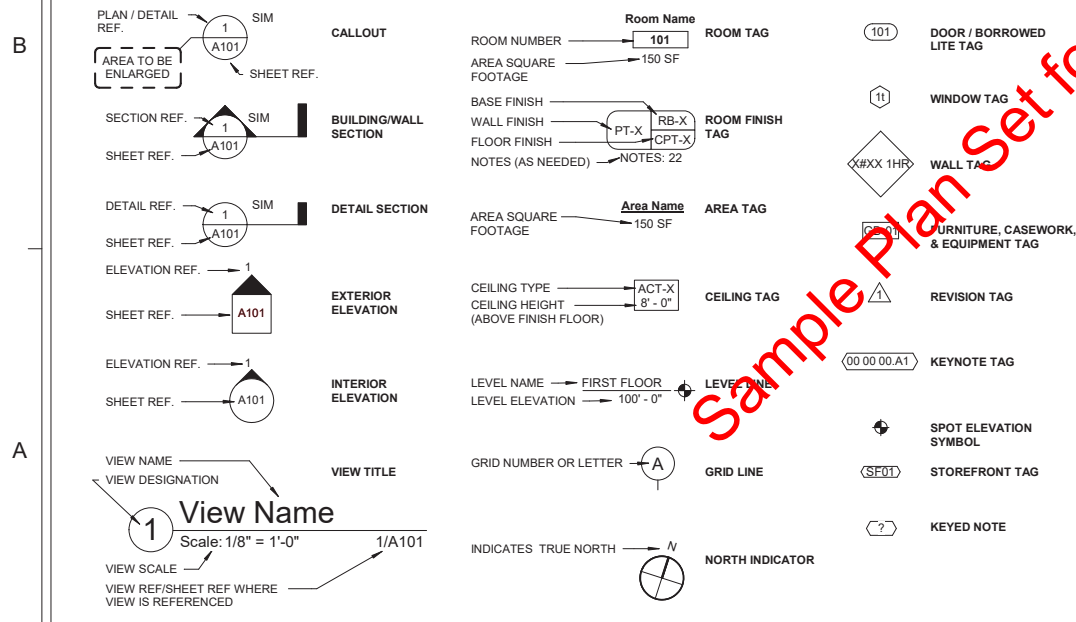 B
A
PLAN / DETAIL
REF.
SIM
1
A101
CALLOUT
AREA TO BE
ENLARGED
SHEET REF.
SECTION REF.
SIM
1
A101
BUILDING/WALL
SECTION
SHEET REF.
DETAIL REF.
SIM
1
A101
DETAIL SECTION
SHEET REF.
ELEVATION REF.
1
SHEET REF.
A101
EXTERIOR
ELEVATION
ELEVATION REF.
1
SHEET REF.
A101
INTERIOR
ELEVATION
VIEW NAME
VIEW TITLE
VIEW DESIGNATION
1
View Name
Scale: 1/8" = 1'-0"
1/A101
VIEW SCALE
VIEW REF/SHEET REF WHERE
VIEW IS REFERENCED
Room Name
ROOM NUMBER
101
ROOM TAG
AREA SQUARE
FOOTAGE
150 SF
BASE FINISH
WALL FINISH
FLOOR FINISH
NOTES (AS NEEDED)
PT-X
RB-X
CPT-X
NOTES: 22
ROOM FINISH
TAG
Area Name
AREA SQUARE
FOOTAGE
150 SF
AREA TAG
CEILING TYPE
CEILING HEIGHT
(ABOVE FINISH FLOOR)
ACT-X
8' - 0"
CEILING TAG
LEVEL NAME
FIRST FLOOR
LEVEL ELEVATION
100' - 0"
LEVEL LINE
GRID NUMBER OR LETTER
A
GRID LINE
INDICATES TRUE NORTH
N
NORTH INDICATOR
101
DOOR / BORROWED
LITE TAG
1t
WINDOW TAG
X#XX 1HR
WALL TAG
FURNITURE, CASEWORK,
& EQUIPMENT TAG
1
REVISION TAG
00 00 00.A1
KEYNOTE TAG
SPOT ELEVATION
SYMBOL
SF01
STOREFRONT TAG
?
KEYED NOTE
Sample Plan Set fo